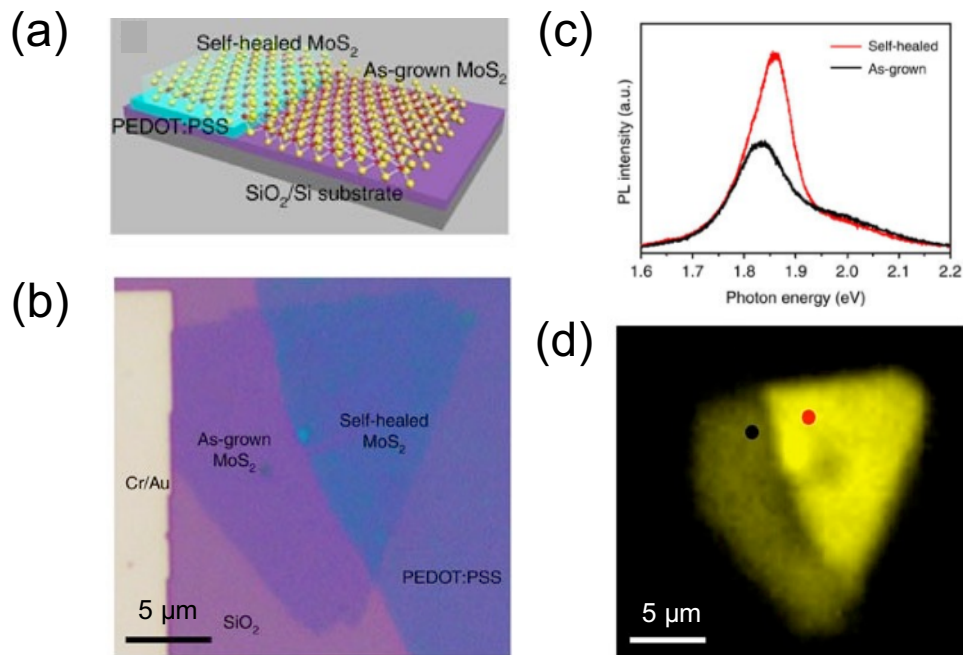 (a)
Self-healed MoS₂
As-grown MoS₂
PEDOT:PSS
SiO₂/Si substrate
(b)
As-grown
MoS₂
Self-healed
MoS₂
Cr/Au
PEDOT:PSS
SiO₂
5 µm
(c)
Self-healed
As-grown
PL intensity (a.u.)
1.6 1.7 1.8 1.9 2.0 2.1 2.2
Photon energy (eV)
(d)
5 µm